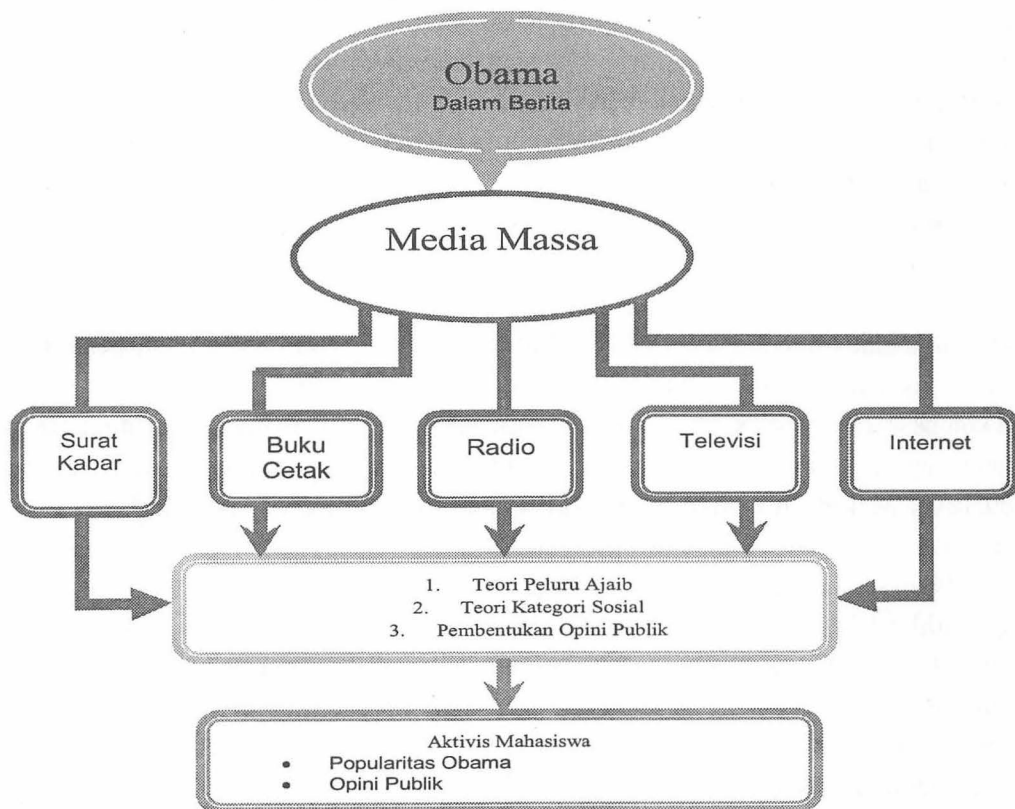 Obama
Dalam Berita
Media Massa
Surat
Kabar
Buku
Cetak
Radio
Televisi
Internet
1. Teori Peluru Ajaib
2. Teori Kategori Sosial
3. Pembentukan Opini Publik
Aktivis Mahasiswa
• Popularitas Obama
• Opini Publik